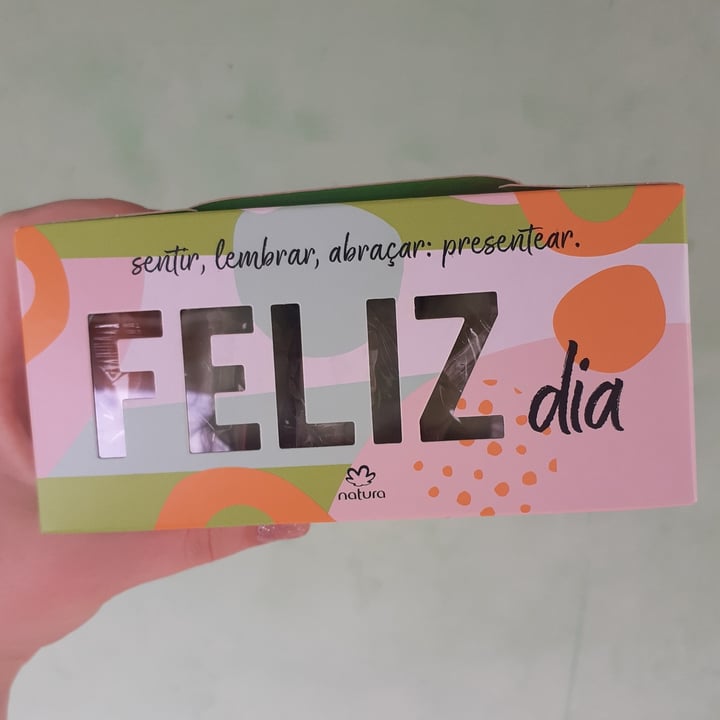 sentir, lembrar, abraçar: presentear.
FELIZ dia
natura